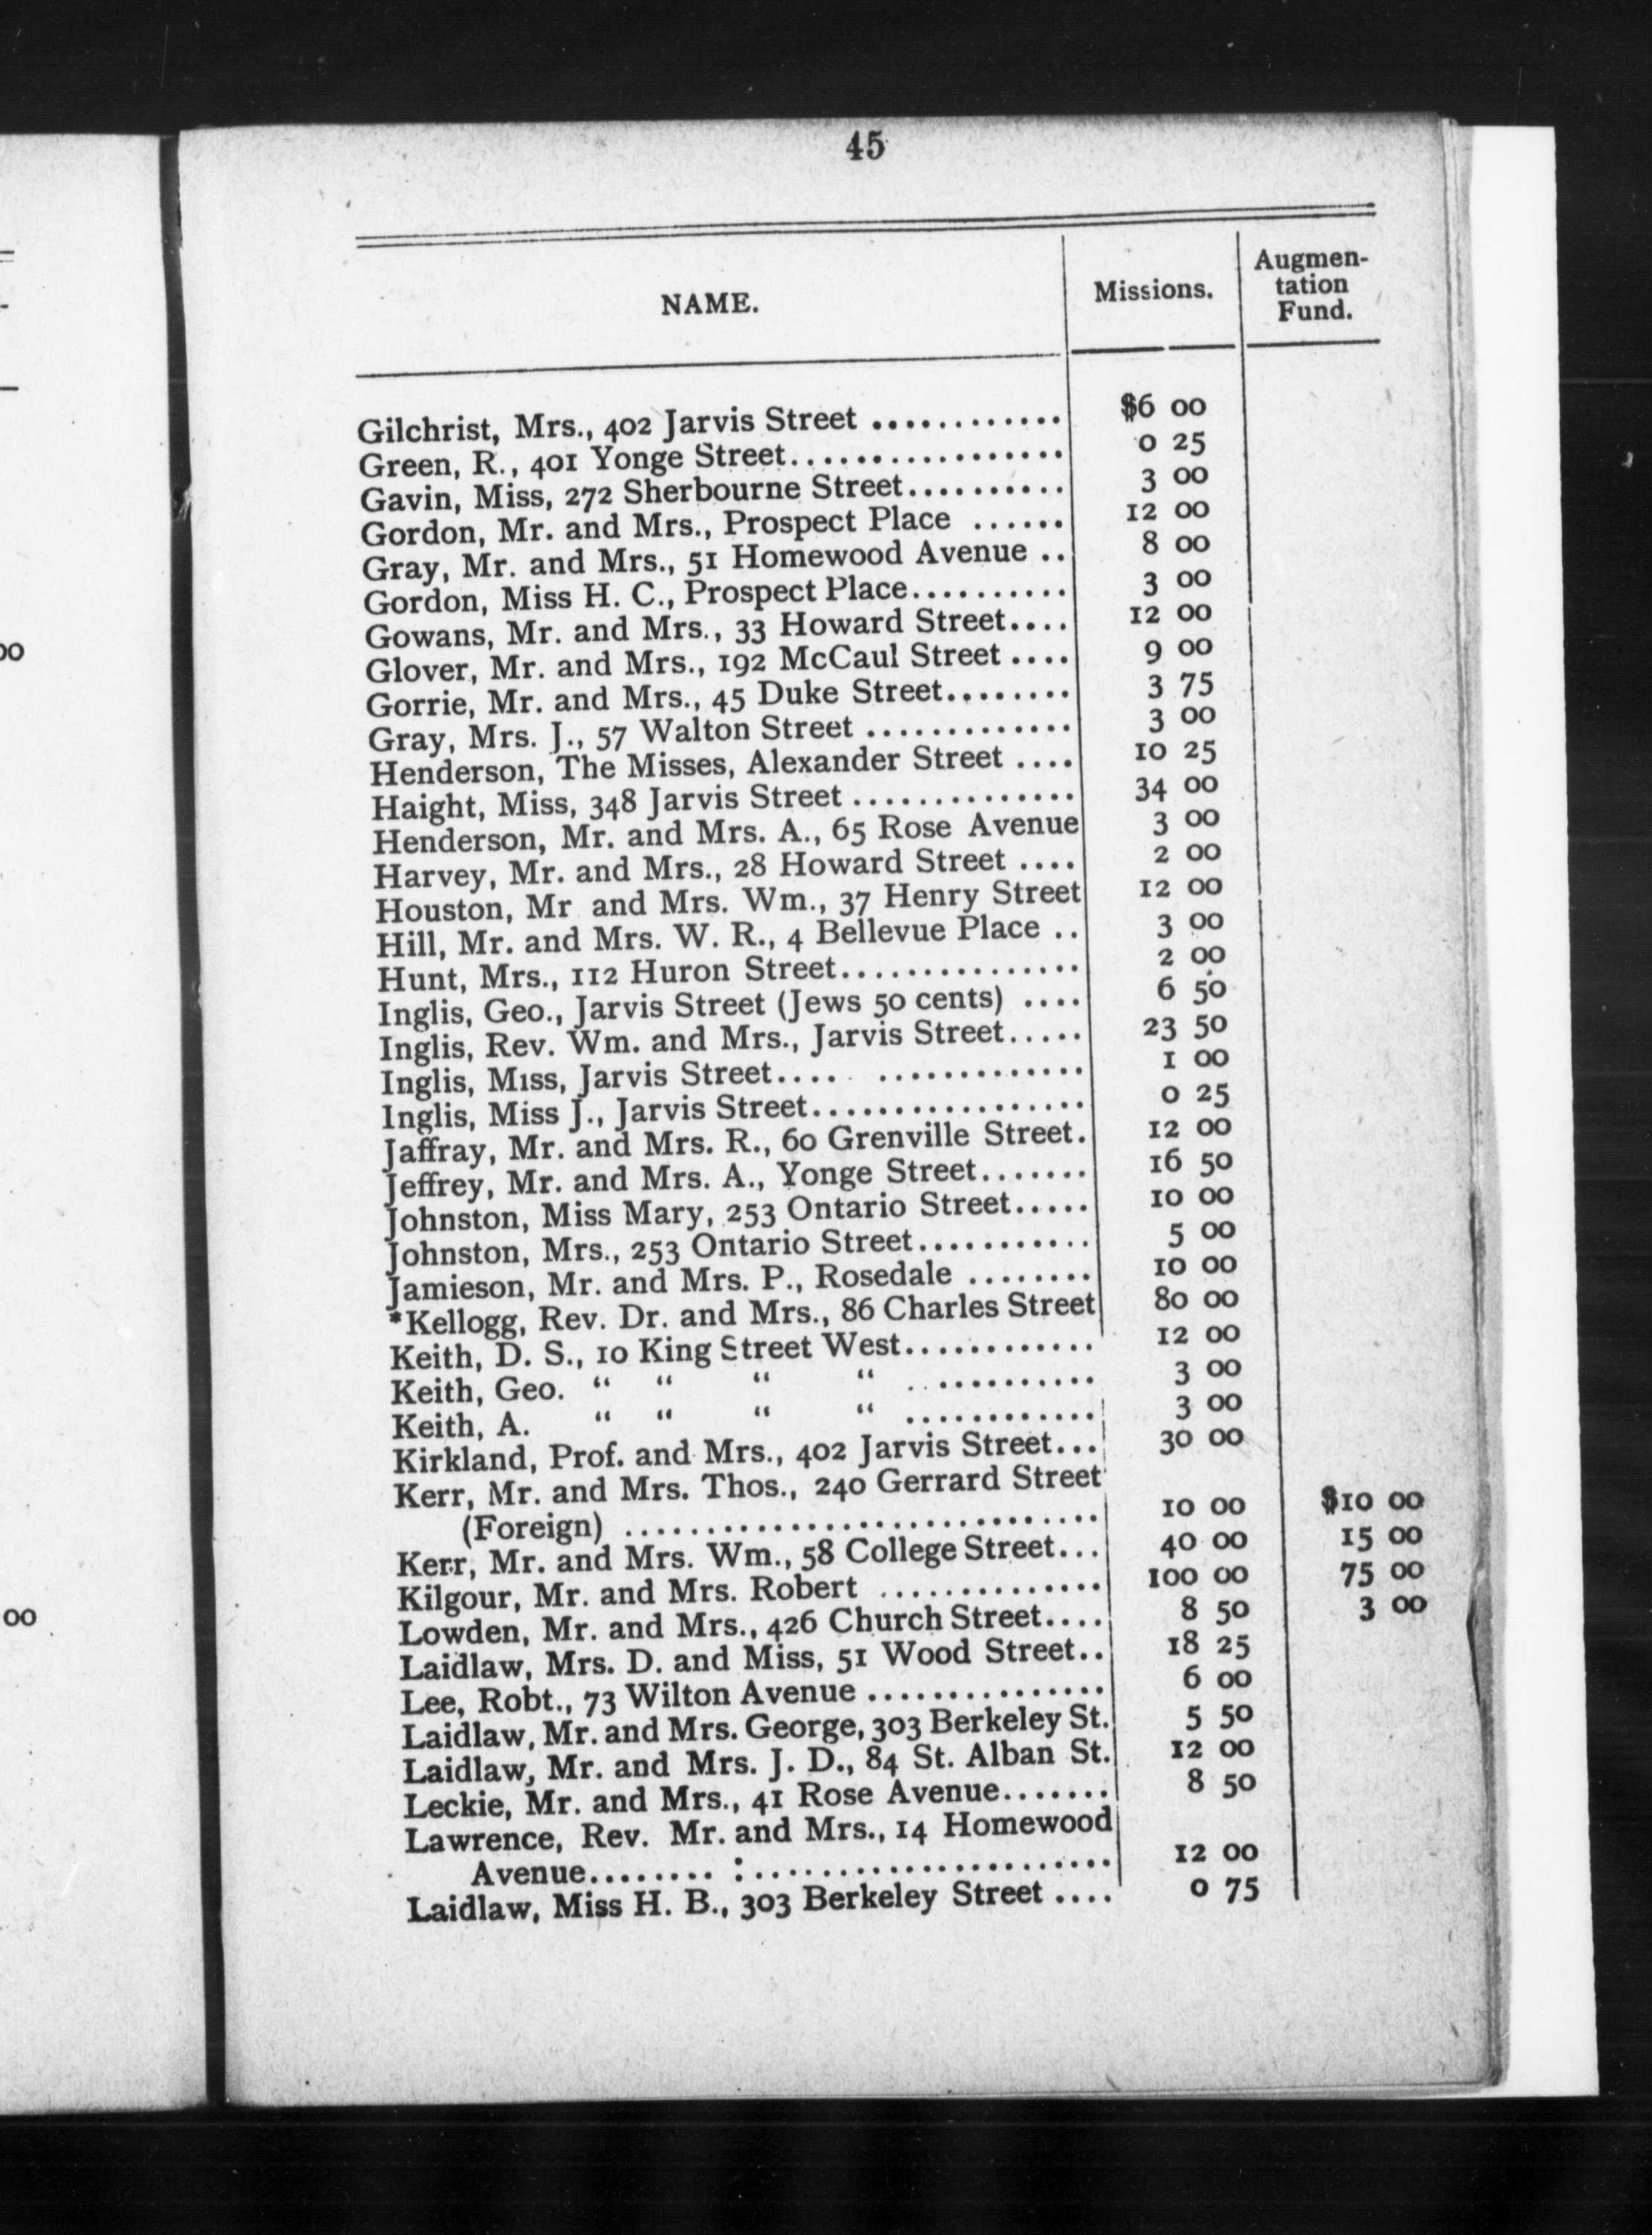 45
NAME. Missions. Augmen-
tation
Fund.
Gilchrist, Mrs., 402 Jarvis Street ............ $6 00
Green, R., 401 Yonge Street................. 0 25
Gavin, Miss, 272 Sherbourne Street.......... 3 00
Gordon, Mr. and Mrs., Prospect Place ...... 12 00
Gray, Mr. and Mrs., 51 Homewood Avenue .. 8 00
Gordon, Miss H. C., Prospect Place.......... 3 00
Gowans, Mr. and Mrs., 33 Howard Street.... 12 00
Glover, Mr. and Mrs., 192 McCaul Street .... 9 00
Gorrie, Mr. and Mrs., 45 Duke Street........ 3 75
Gray, Mrs. J., 57 Walton Street ............. 3 00
Henderson, The Misses, Alexander Street .... 10 25
Haight, Miss, 348 Jarvis Street .............. 34 00
Henderson, Mr. and Mrs. A., 65 Rose Avenue 3 00
Harvey, Mr. and Mrs., 28 Howard Street .... 2 00
Houston, Mr and Mrs. Wm., 37 Henry Street 12 00
Hill, Mr. and Mrs. W. R., 4 Bellevue Place .. 3 00
Hunt, Mrs., 112 Huron Street............... 2 00
Inglis, Geo., Jarvis Street (Jews 50 cents) .... 6 50
Inglis, Rev. Wm. and Mrs., Jarvis Street..... 23 50
Inglis, Miss, Jarvis Street.... ............. 1 00
Inglis, Miss J., Jarvis Street................. 0 25
Jaffray, Mr. and Mrs. R., 60 Grenville Street. 12 00
Jeffrey, Mr. and Mrs. A., Yonge Street....... 16 50
Johnston, Miss Mary, 253 Ontario Street..... 10 00
Johnston, Mrs., 253 Ontario Street........... 5 00
Jamieson, Mr. and Mrs. P., Rosedale ........ 10 00
*Kellogg, Rev. Dr. and Mrs., 86 Charles Street 80 00
Keith, D. S., 10 King Street West............ 12 00
Keith, Geo. " " " " .. .......... 3 00
Keith, A. " " " " ............ 3 00
Kirkland, Prof. and Mrs., 402 Jarvis Street... 30 00
Kerr, Mr. and Mrs. Thos., 240 Gerrard Street
(Foreign) ............................. 10 00 $10 00
Kerr, Mr. and Mrs. Wm., 58 College Street... 40 00 15 00
Kilgour, Mr. and Mrs. Robert .............. 100 00 75 00
Lowden, Mr. and Mrs., 426 Church Street.... 8 50 3 00
Laidlaw, Mrs. D. and Miss, 51 Wood Street.. 18 25
Lee, Robt., 73 Wilton Avenue ............... 6 00
Laidlaw, Mr. and Mrs. George, 303 Berkeley St. 5 50
Laidlaw, Mr. and Mrs. J. D., 84 St. Alban St. 12 00
Leckie, Mr. and Mrs., 41 Rose Avenue....... 8 50
Lawrence, Rev. Mr. and Mrs., 14 Homewood
Avenue........ : ...................... 12 00
Laidlaw, Miss H. B., 303 Berkeley Street .... 0 75